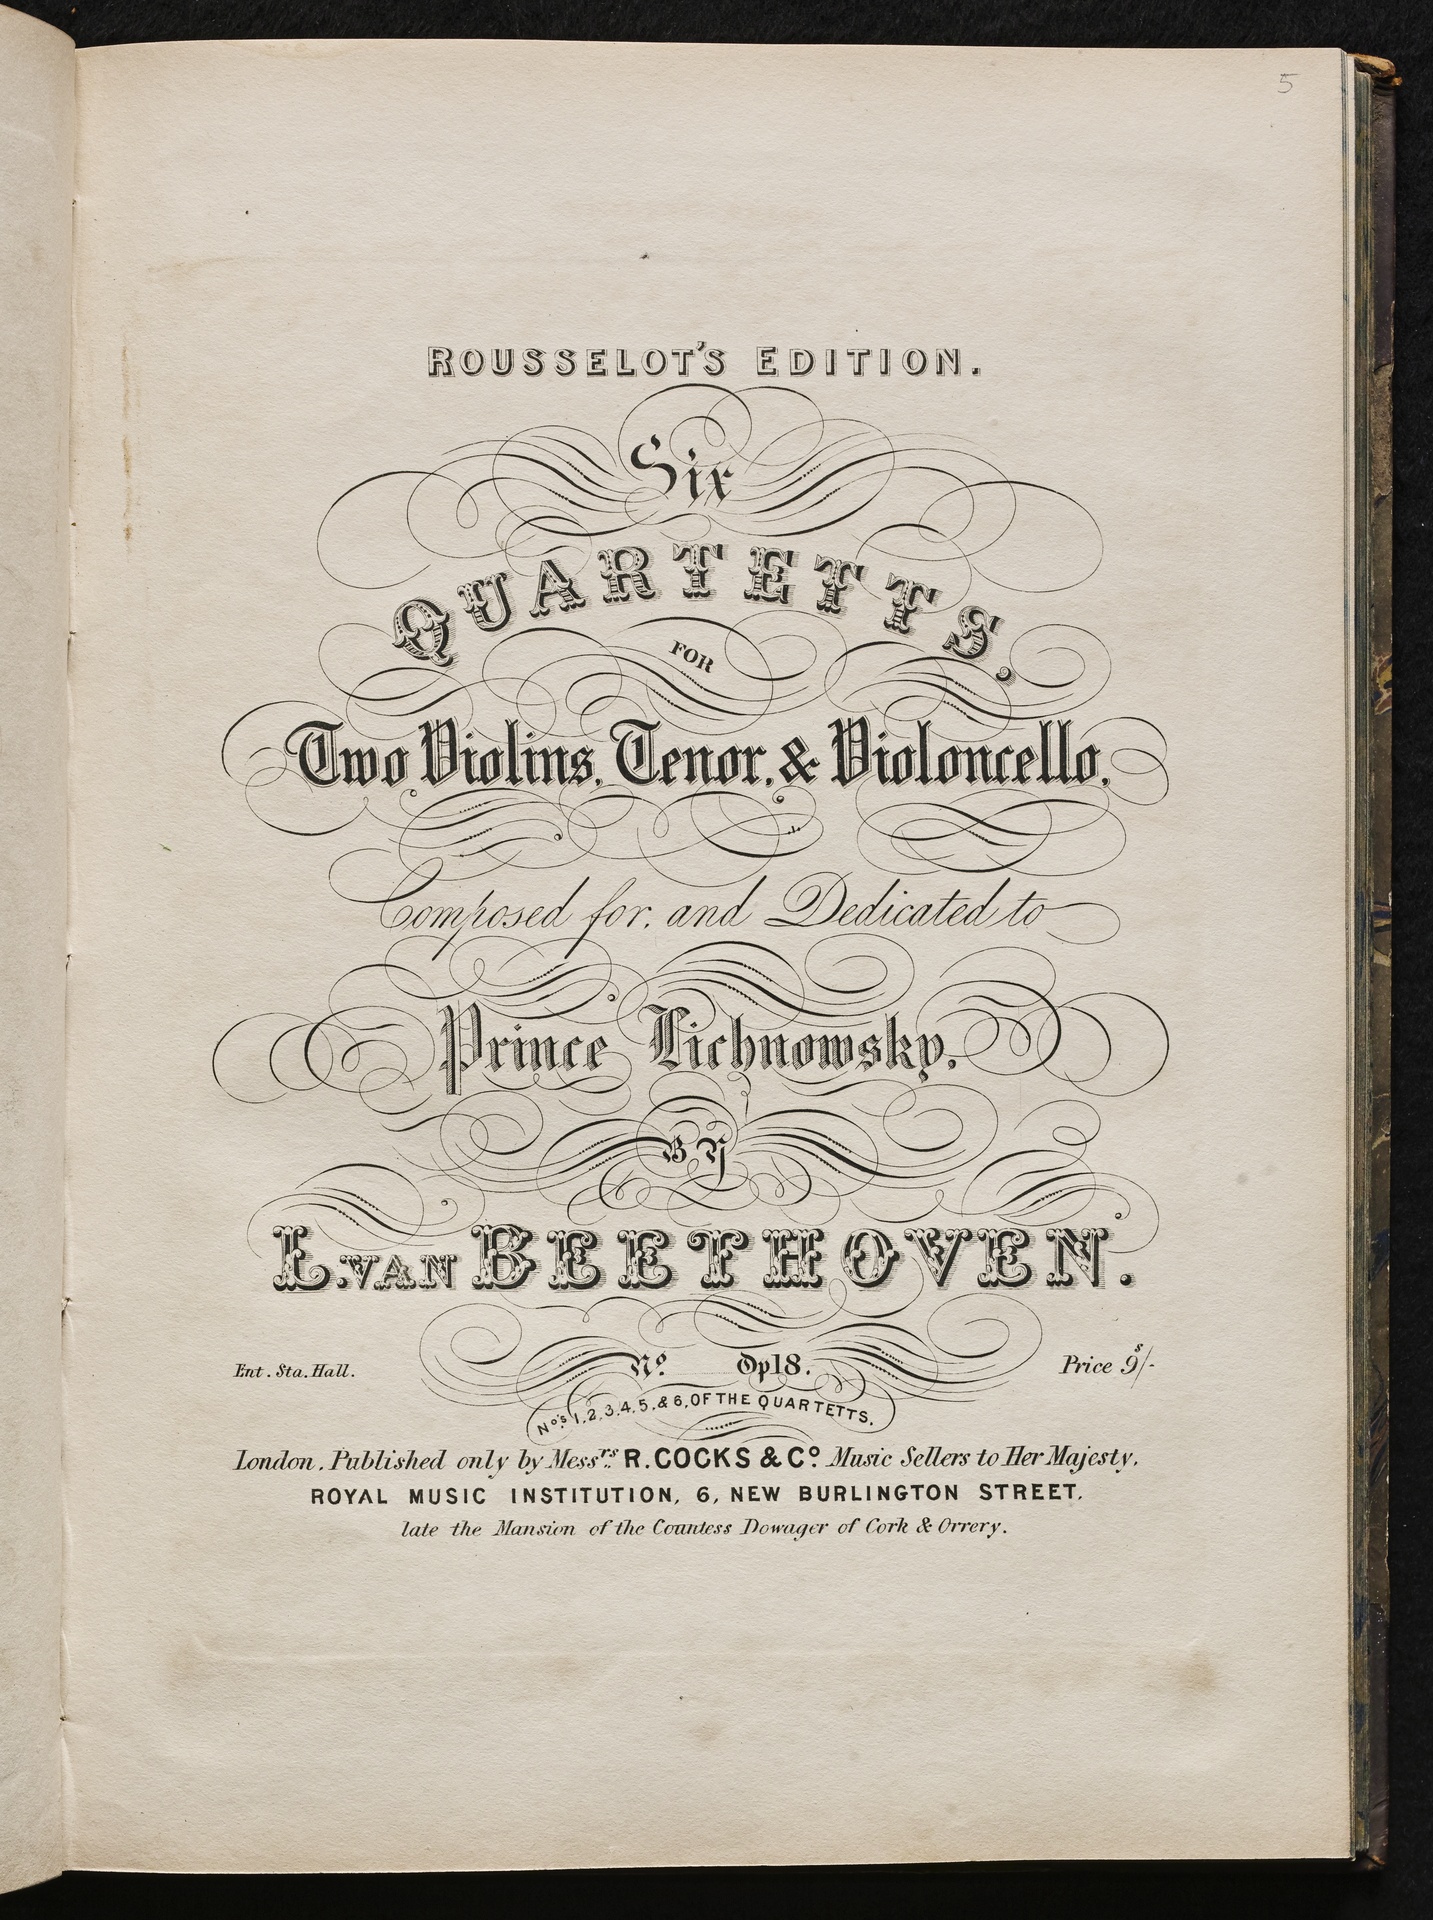 5
ROUSSELOT'S EDITION.
Six
QUARTETTS,
FOR
Two Violins, Tenor, & Violoncello,
Composed for, and Dedicated to
Prince Lichnowsky,
BY
L. VAN BEETHOVEN.
Ent. Sta. Hall. No. Op 18. Price 9s/-
Nos. 1, 2, 3, 4, 5, & 6, OF THE QUARTETTS.
London. Published only by Messrs. R. COCKS & Co. Music Sellers to Her Majesty,
ROYAL MUSIC INSTITUTION, 6, NEW BURLINGTON STREET,
late the Mansion of the Countess Dowager of Cork & Orrery.